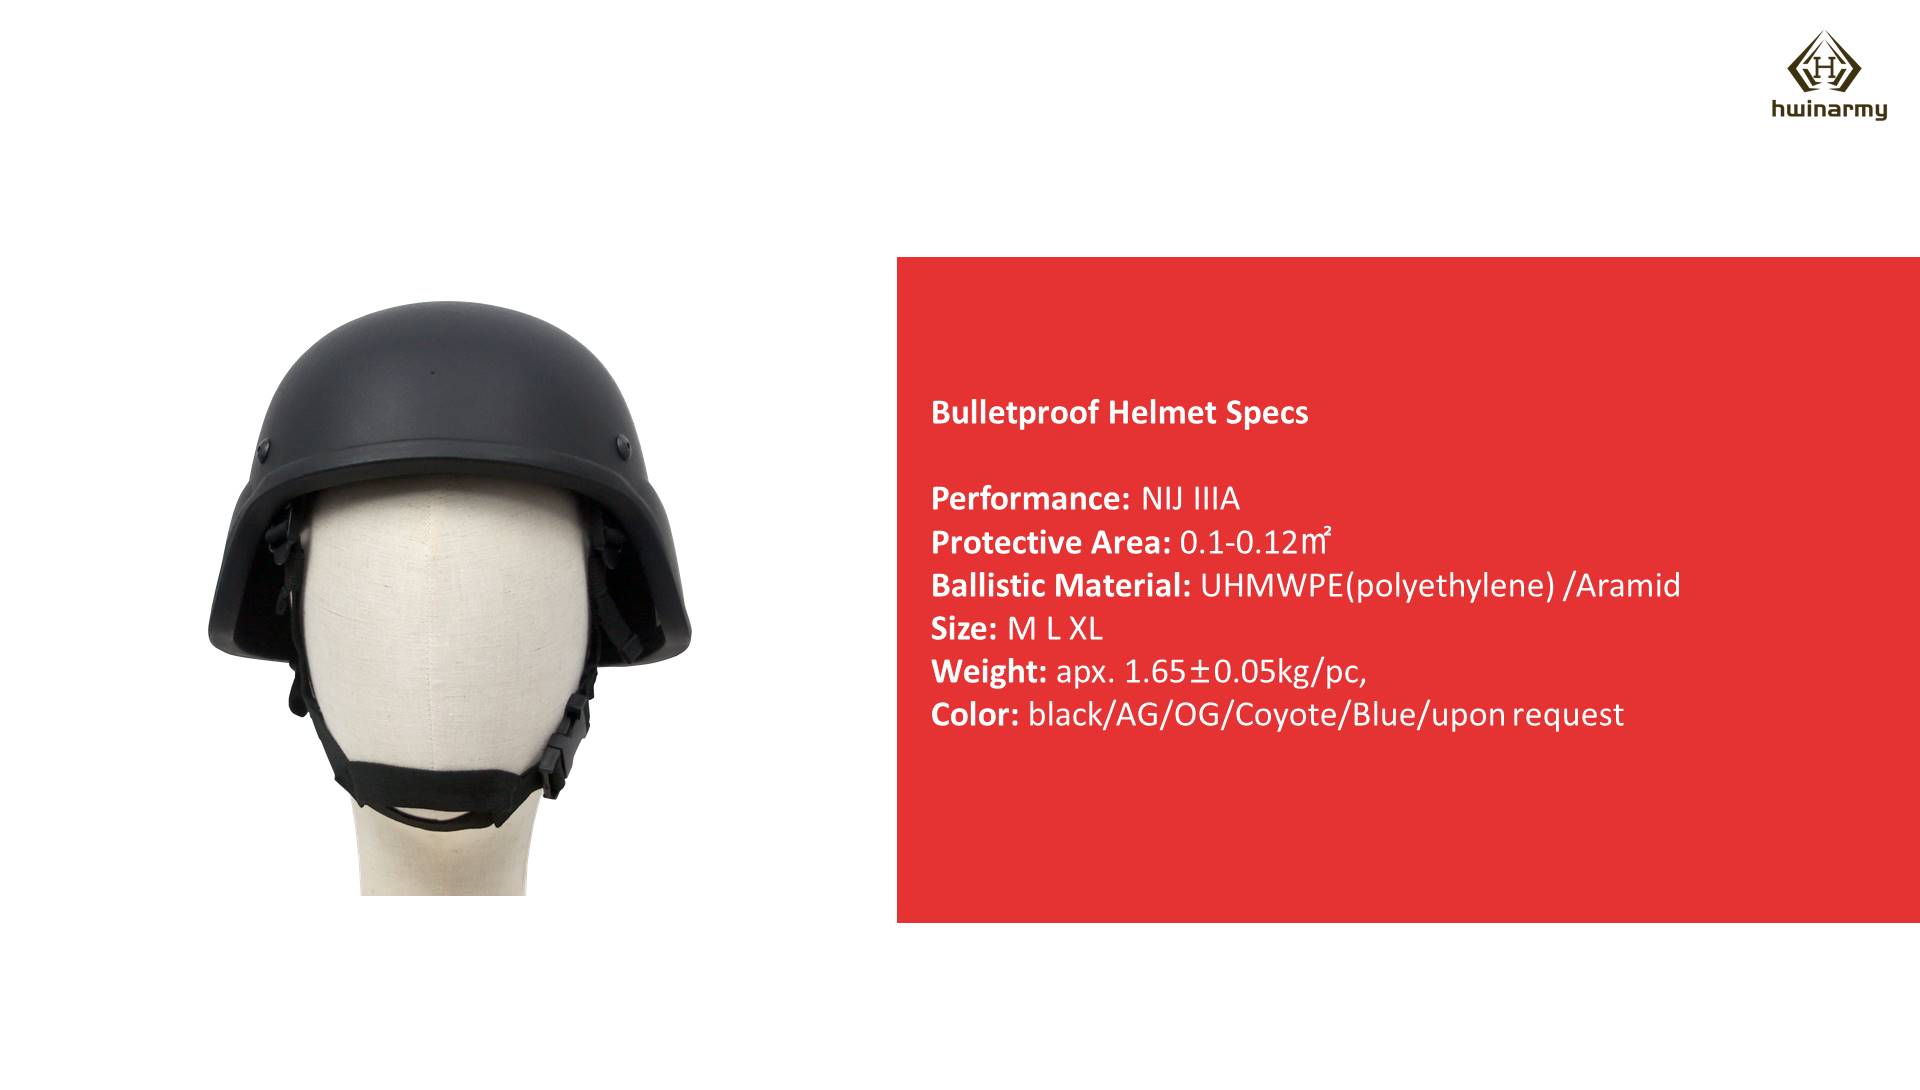 H
hwinarmy
Bulletproof Helmet Specs
Performance: NIJ IIIA
Protective Area: 0.1-0.12㎡
Ballistic Material: UHMWPE(polyethylene) /Aramid
Size: M L XL
Weight: apx. 1.65±0.05kg/pc,
Color: black/AG/OG/Coyote/Blue/upon request